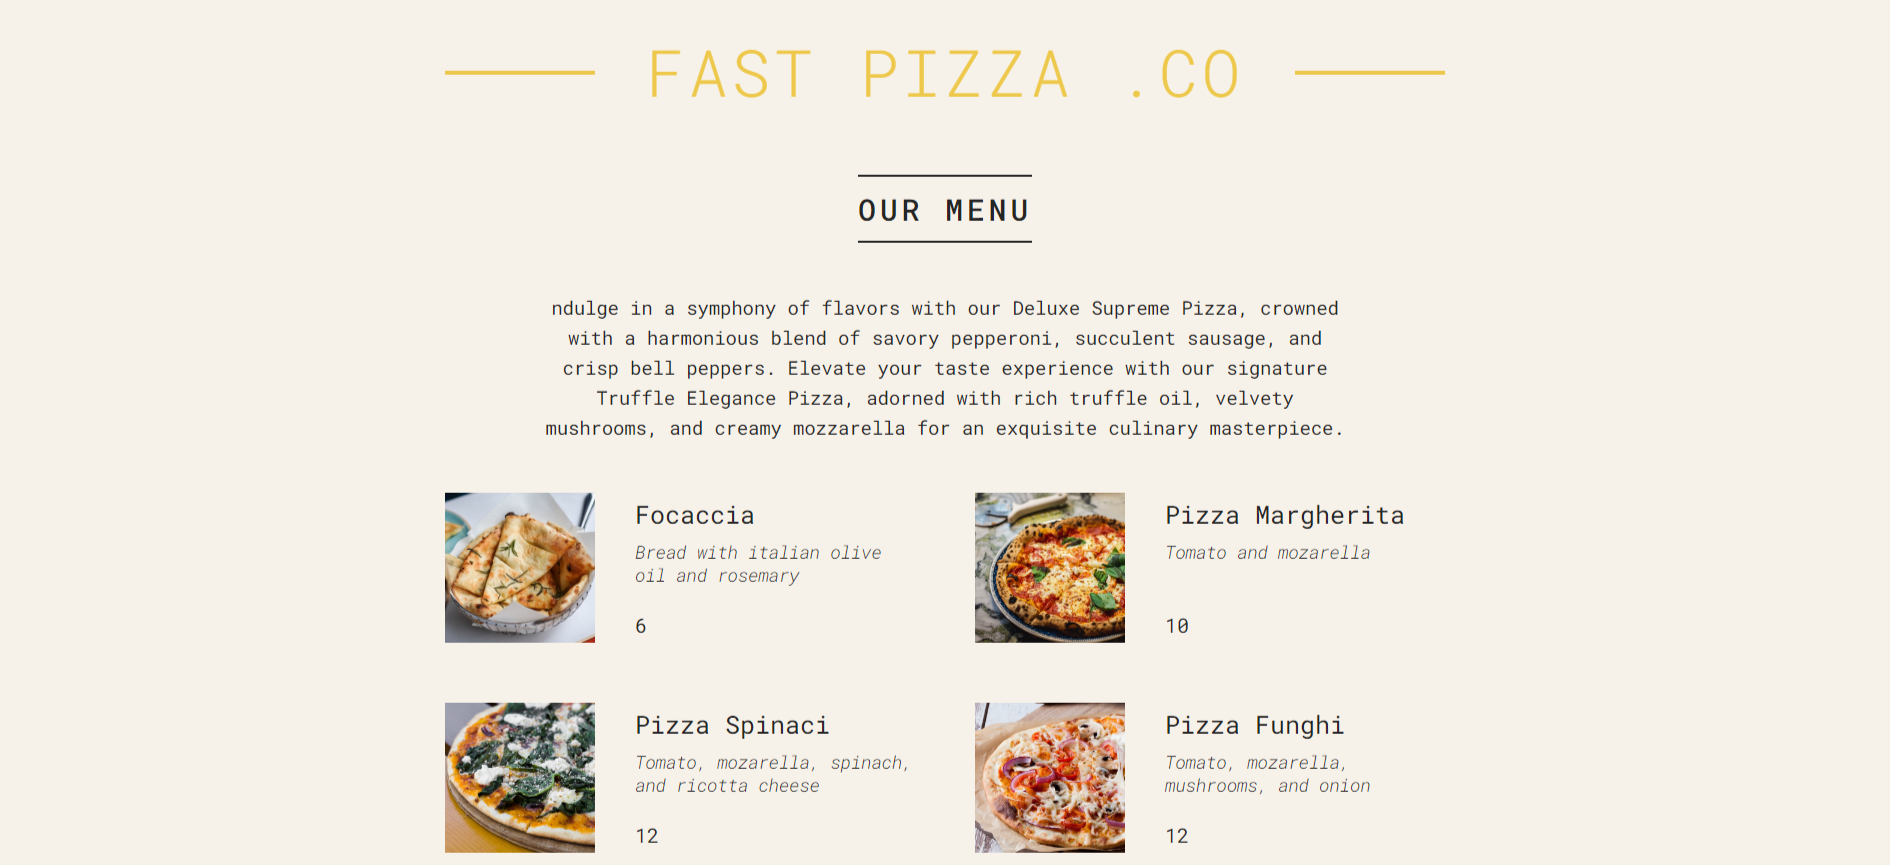 FAST PIZZA .CO
OUR MENU
ndulge in a symphony of flavors with our Deluxe Supreme Pizza, crowned
with a harmonious blend of savory pepperoni, succulent sausage, and
crisp bell peppers. Elevate your taste experience with our signature
Truffle Elegance Pizza, adorned with rich truffle oil, velvety
mushrooms, and creamy mozzarella for an exquisite culinary masterpiece.
Focaccia
Bread with italian olive
oil and rosemary
6
Pizza Margherita
Tomato and mozarella
10
Pizza Spinaci
Tomato, mozarella, spinach,
and ricotta cheese
12
Pizza Funghi
Tomato, mozarella,
mushrooms, and onion
12